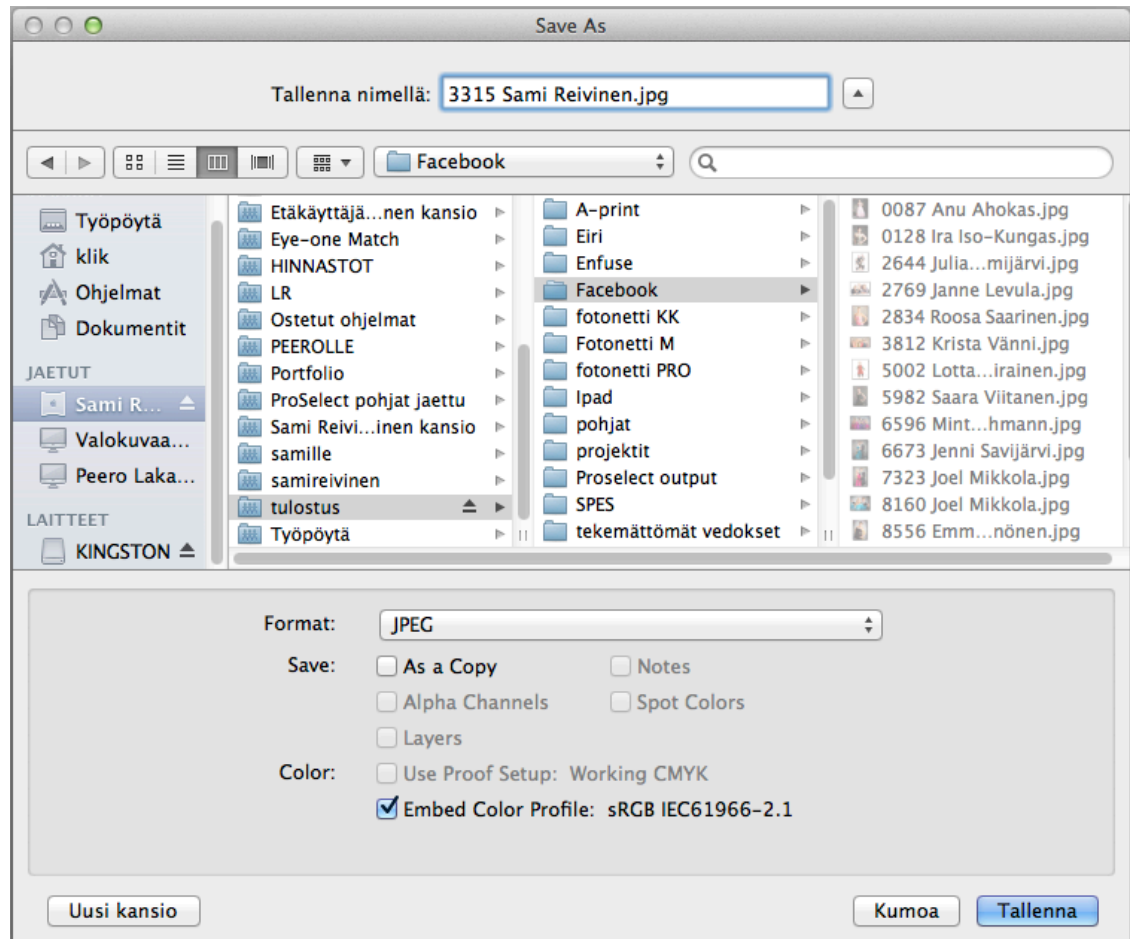 Save As
Tallenna nimellä: 3315 Sami Reivinen.jpg
Facebook
Työpöytä
klik
Ohjelmat
Dokumentit
JAETUT
Sami R...
Valokuvaa...
Peero Laka...
LAITTEET
KINGSTON
Etäkäyttäjä...nen kansio
Eye-one Match
HINNASTOT
LR
Ostetut ohjelmat
PEEROLLE
Portfolio
ProSelect pohjat jaettu
Sami Reivi...inen kansio
samille
samireivinen
tulostus
Työpöytä
A-print
Eiri
Enfuse
Facebook
fotonetti KK
Fotonetti M
fotonetti PRO
Ipad
pohjat
projektit
Proselect output
SPES
tekemättömät vedokset
0087 Anu Ahokas.jpg
0128 Ira Iso-Kungas.jpg
2644 Julia...mijärvi.jpg
2769 Janne Levula.jpg
2834 Roosa Saarinen.jpg
3812 Krista Vänni.jpg
5002 Lotta...irainen.jpg
5982 Saara Viitanen.jpg
6596 Mint...hmann.jpg
6673 Jenni Savijärvi.jpg
7323 Joel Mikkola.jpg
8160 Joel Mikkola.jpg
8556 Emm...nönen.jpg
Format: JPEG
Save: As a Copy Notes
Alpha Channels Spot Colors
Layers
Color: Use Proof Setup: Working CMYK
Embed Color Profile: sRGB IEC61966-2.1
Uusi kansio Kumoa Tallenna